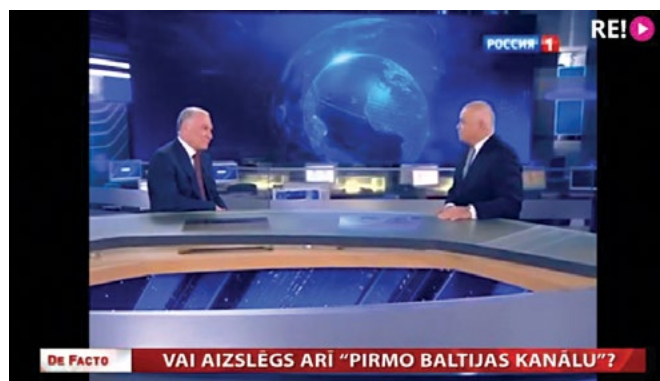 RE!
РОССИЯ 1
DE FACTO
VAI AIZSLĒGS ARĪ “PIRMO BALTIJAS KANĀLU”?